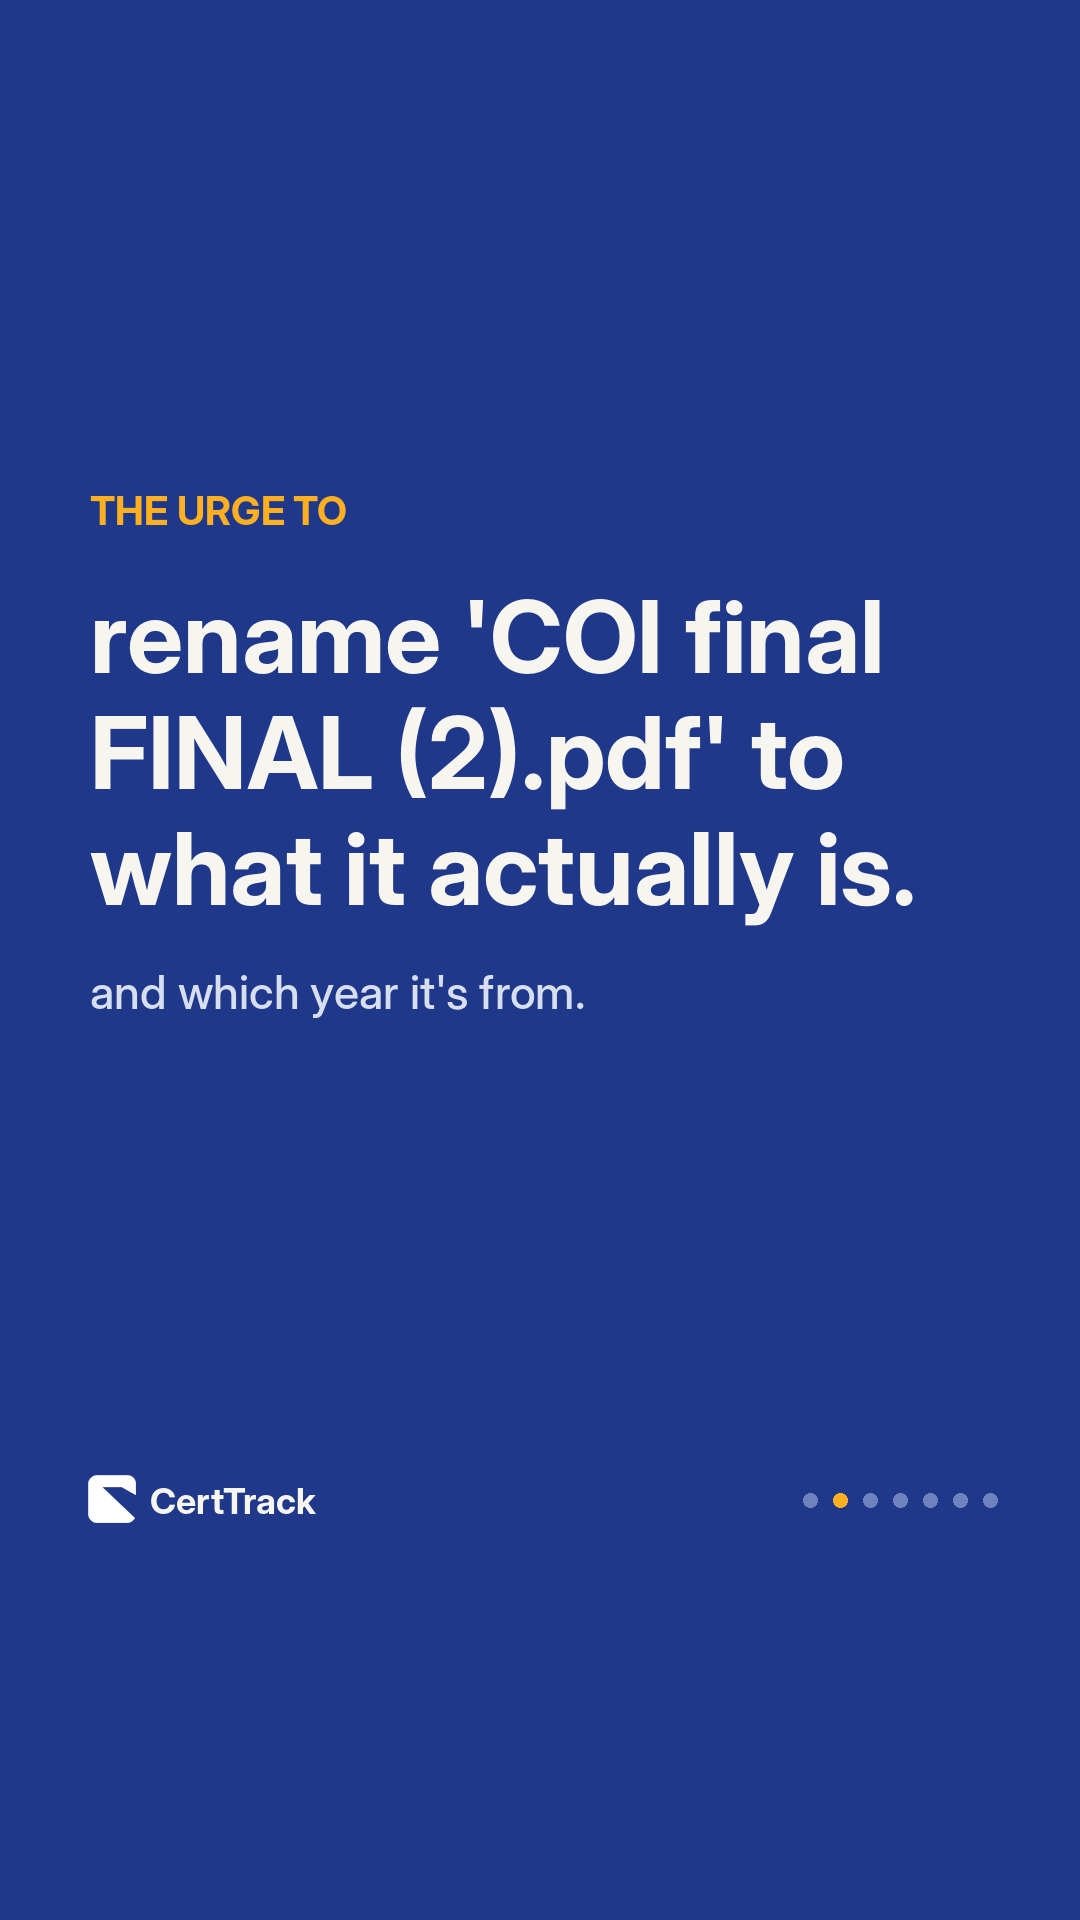 THE URGE TO
rename 'COI final
FINAL (2).pdf' to
what it actually is.
and which year it's from.
CertTrack